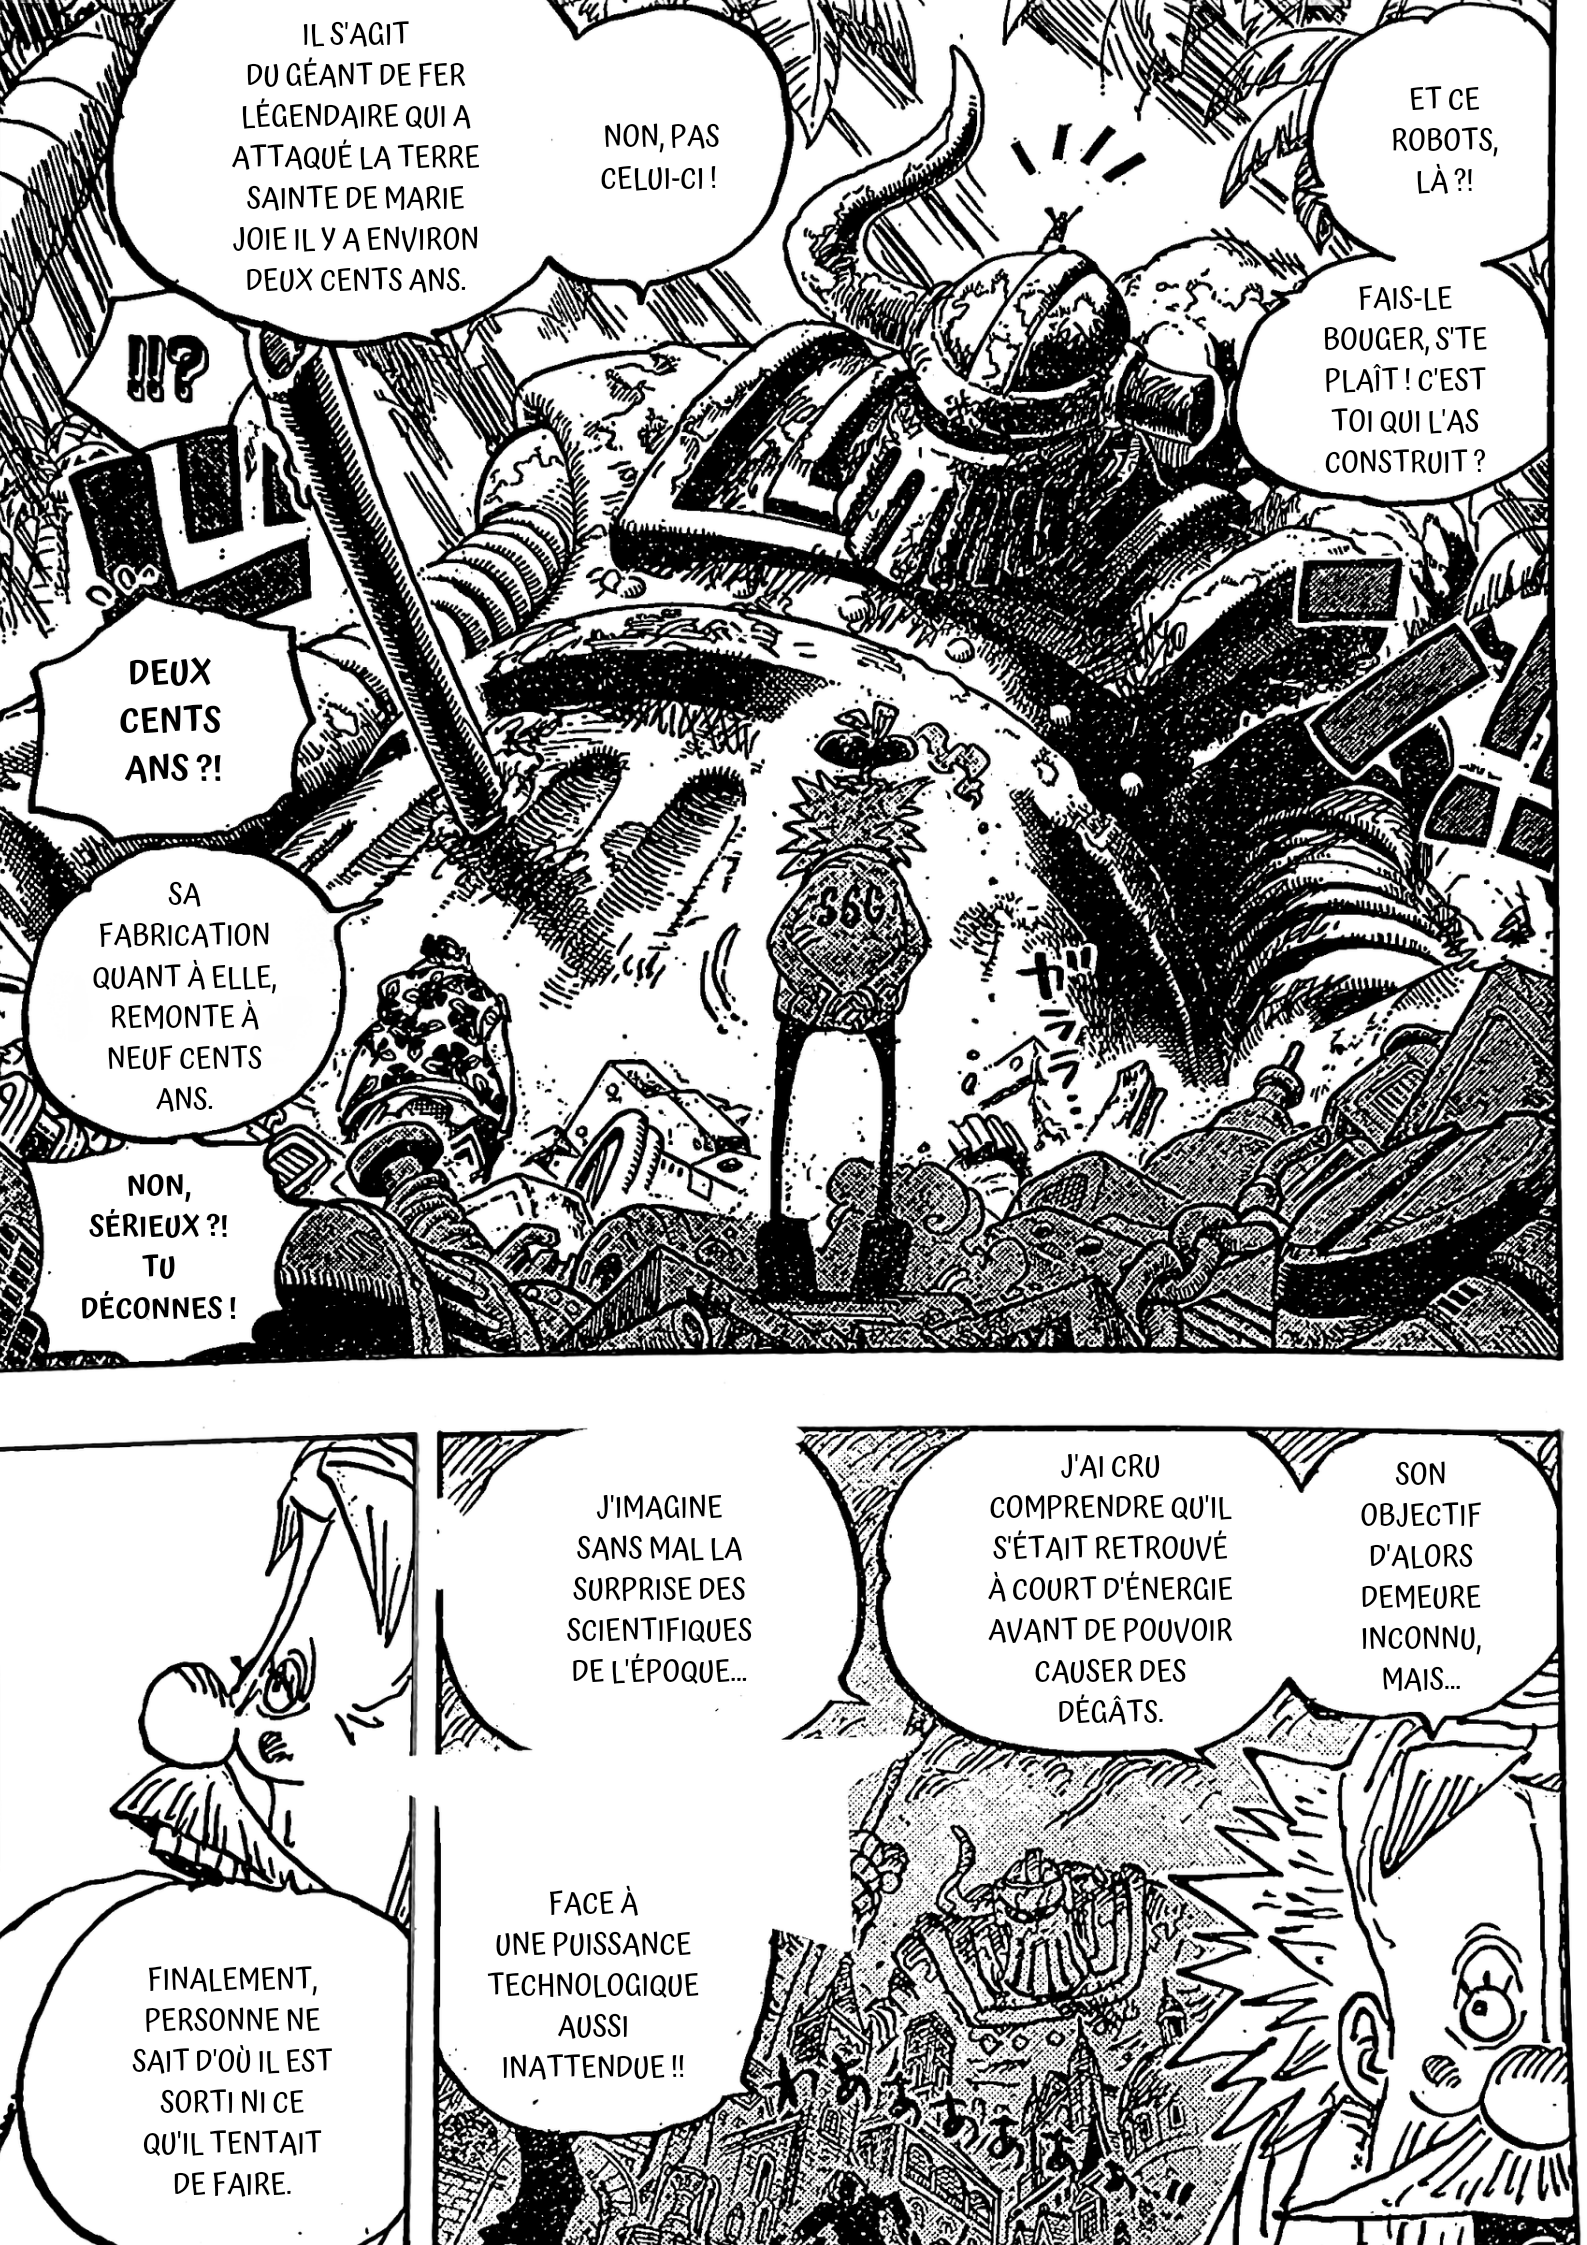 ET CE
ROBOTS,
LÀ ?!
FAIS-LE
BOUGER, S'TE
PLAÎT ! C'EST
TOI QUI L'AS
CONSTRUIT ?
NON, PAS
CELUI-CI !
IL S'AGIT
DU GÉANT DE FER
LÉGENDAIRE QUI A
ATTAQUÉ LA TERRE
SAINTE DE MARIE
JOIE IL Y A ENVIRON
DEUX CENTS ANS.
!!?
DEUX
CENTS
ANS ?!
SA
FABRICATION
QUANT À ELLE,
REMONTE À
NEUF CENTS
ANS.
NON,
SÉRIEUX ?!
TU
DÉCONNES !
ガラララ…
SON
OBJECTIF
D'ALORS
DEMEURE
INCONNU,
MAIS...
J'AI CRU
COMPRENDRE QU'IL
S'ÉTAIT RETROUVÉ
À COURT D'ÉNERGIE
AVANT DE POUVOIR
CAUSER DES
DÉGÂTS.
J'IMAGINE
SANS MAL LA
SURPRISE DES
SCIENTIFIQUES
DE L'ÉPOQUE...
FACE À
UNE PUISSANCE
TECHNOLOGIQUE
AUSSI
INATTENDUE !!
FINALEMENT,
PERSONNE NE
SAIT D'OÙ IL EST
SORTI NI CE
QU'IL TENTAIT
DE FAIRE.